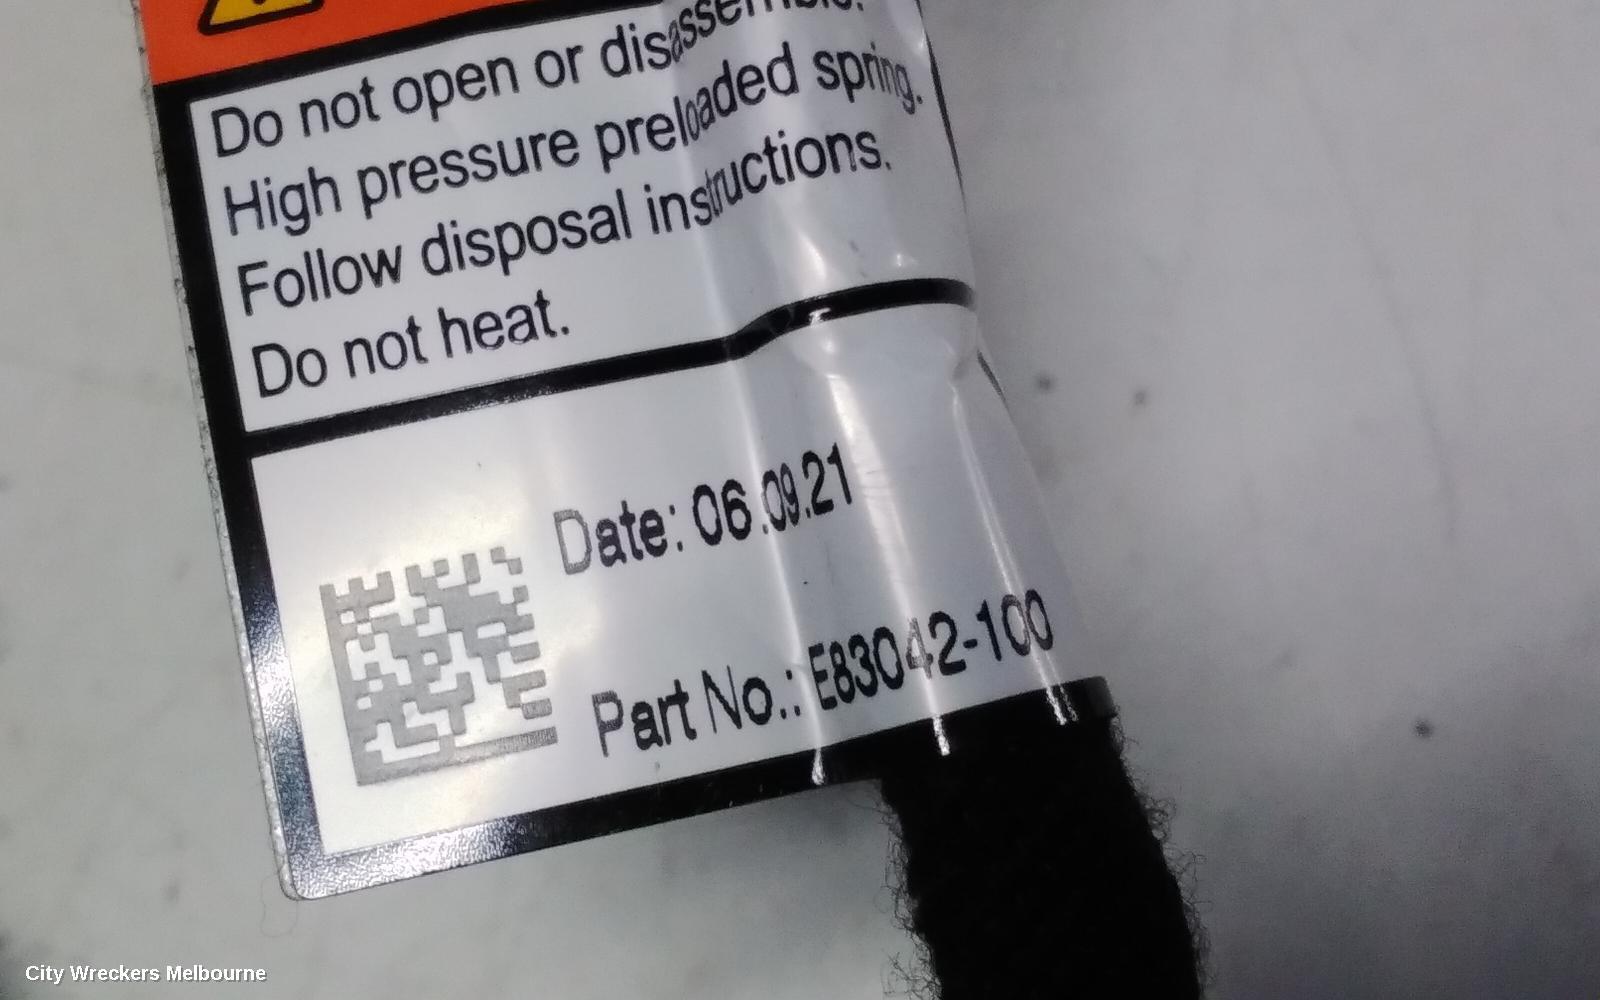 Do not open or disassemble.
High pressure preloaded spring.
Follow disposal instructions.
Do not heat.
Date: 06.09.21
Part No.: E83042-100
City Wreckers Melbourne